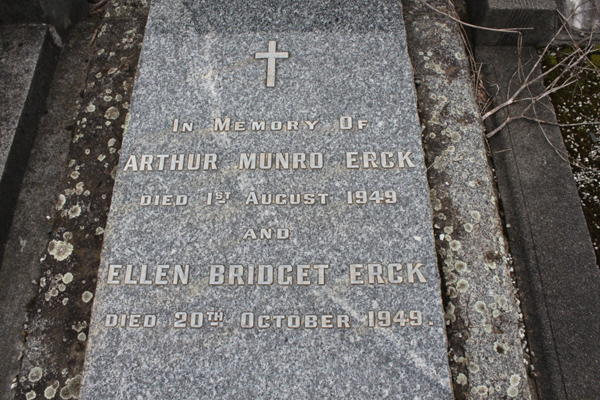 IN MEMORY OF
ARTHUR MUNRO ERCK
DIED 1ST AUGUST 1949
AND
ELLEN BRIDGET ERCK
DIED 20TH OCTOBER 1949.